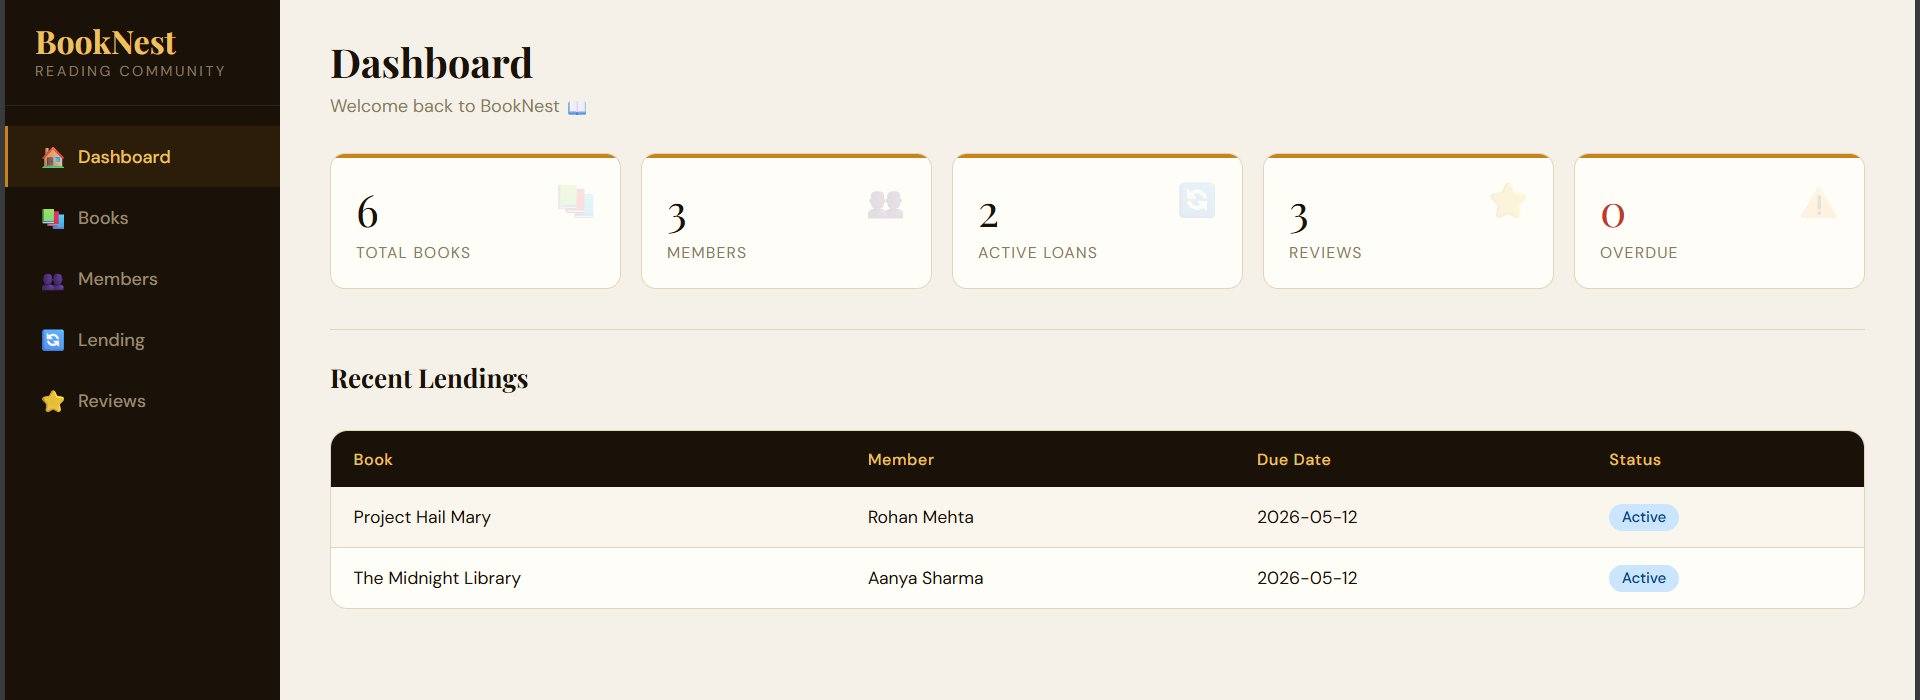 BookNest
READING COMMUNITY
Dashboard
Books
Members
Lending
Reviews
Dashboard
Welcome back to BookNest
6
TOTAL BOOKS
3
MEMBERS
2
ACTIVE LOANS
3
REVIEWS
0
OVERDUE
Recent Lendings
Book Member Due Date Status
Project Hail Mary Rohan Mehta 2026-05-12 Active
The Midnight Library Aanya Sharma 2026-05-12 Active